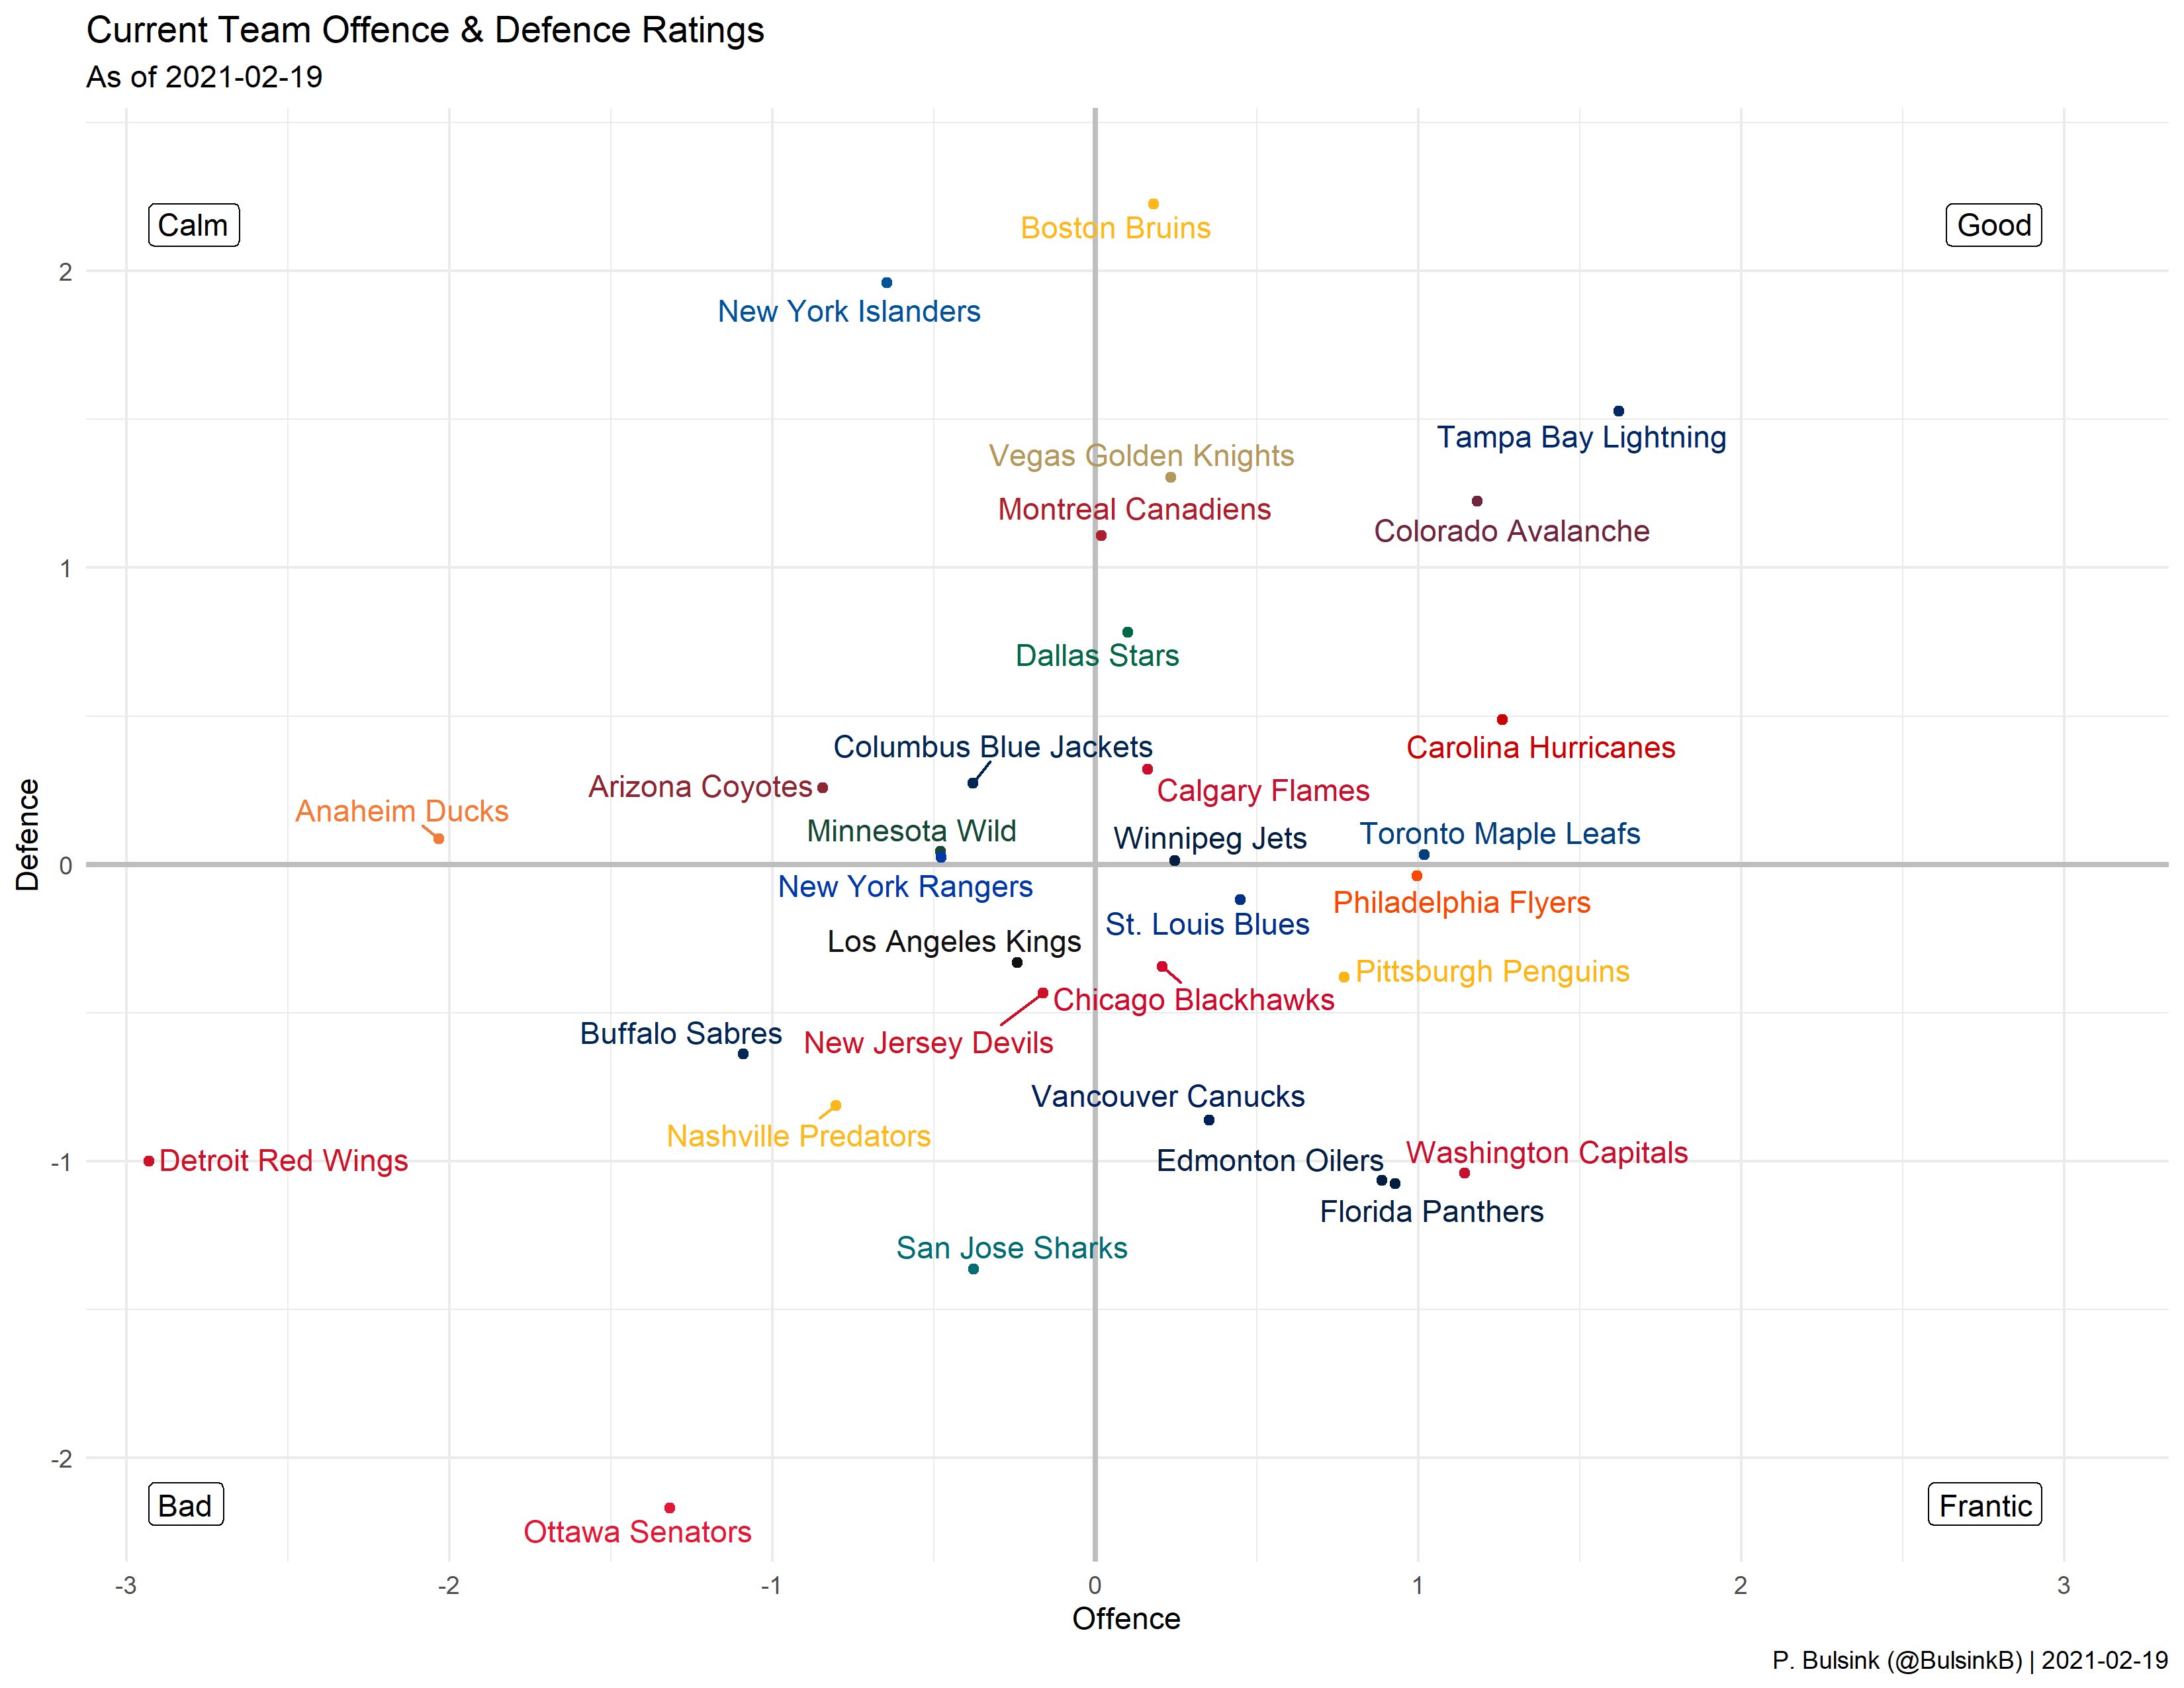 Current Team Offence & Defence Ratings
As of 2021-02-19
Calm
Good
Boston Bruins
2
New York Islanders
Tampa Bay Lightning
Vegas Golden Knights
Montreal Canadiens
Colorado Avalanche
1
Dallas Stars
Columbus Blue Jackets
Carolina Hurricanes
Arizona Coyotes
Calgary Flames
Anaheim Ducks
Minnesota Wild
Winnipeg Jets
Toronto Maple Leafs
Defence
0
New York Rangers
Philadelphia Flyers
St. Louis Blues
Los Angeles Kings
Pittsburgh Penguins
Chicago Blackhawks
Buffalo Sabres
New Jersey Devils
Vancouver Canucks
Nashville Predators
Washington Capitals
-1
Detroit Red Wings
Edmonton Oilers
Florida Panthers
San Jose Sharks
-2
Bad
Frantic
Ottawa Senators
-3 -2 -1 0 1 2 3
Offence
P. Bulsink (@BulsinkB) | 2021-02-19